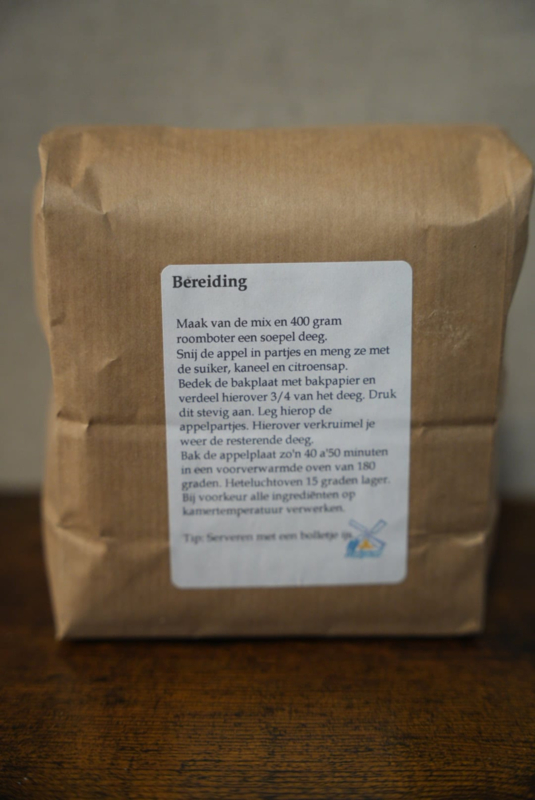 Bereiding
Maak van de mix en 400 gram
roomboter een soepel deeg.
Snij de appel in partjes en meng ze met
de suiker, kaneel en citroensap.
Bedek de bakplaat met bakpapier en
verdeel hierover 3/4 van het deeg. Druk
dit stevig aan. Leg hierop de
appelpartjes. Hierover verkruimel je
weer de resterende deeg.
Bak de appelplaat zo'n 40 a'50 minuten
in een voorverwarmde oven van 180
graden. Heteluchtoven 15 graden lager.
Bij voorkeur alle ingrediënten op
kamertemperatuur verwerken.
Tip: Serveren met een bolletje ijs.